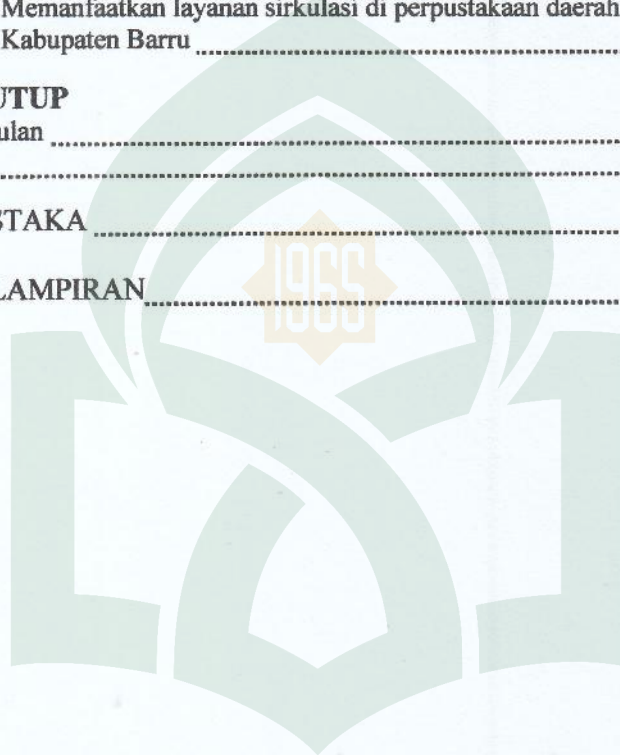 Memanfaatkan layanan sirkulasi di perpustakaan daerah
Kabupaten Barru ........................................
UTUP
ulan ........................................
........................................
STAKA ........................................
LAMPIRAN ........................................
1965